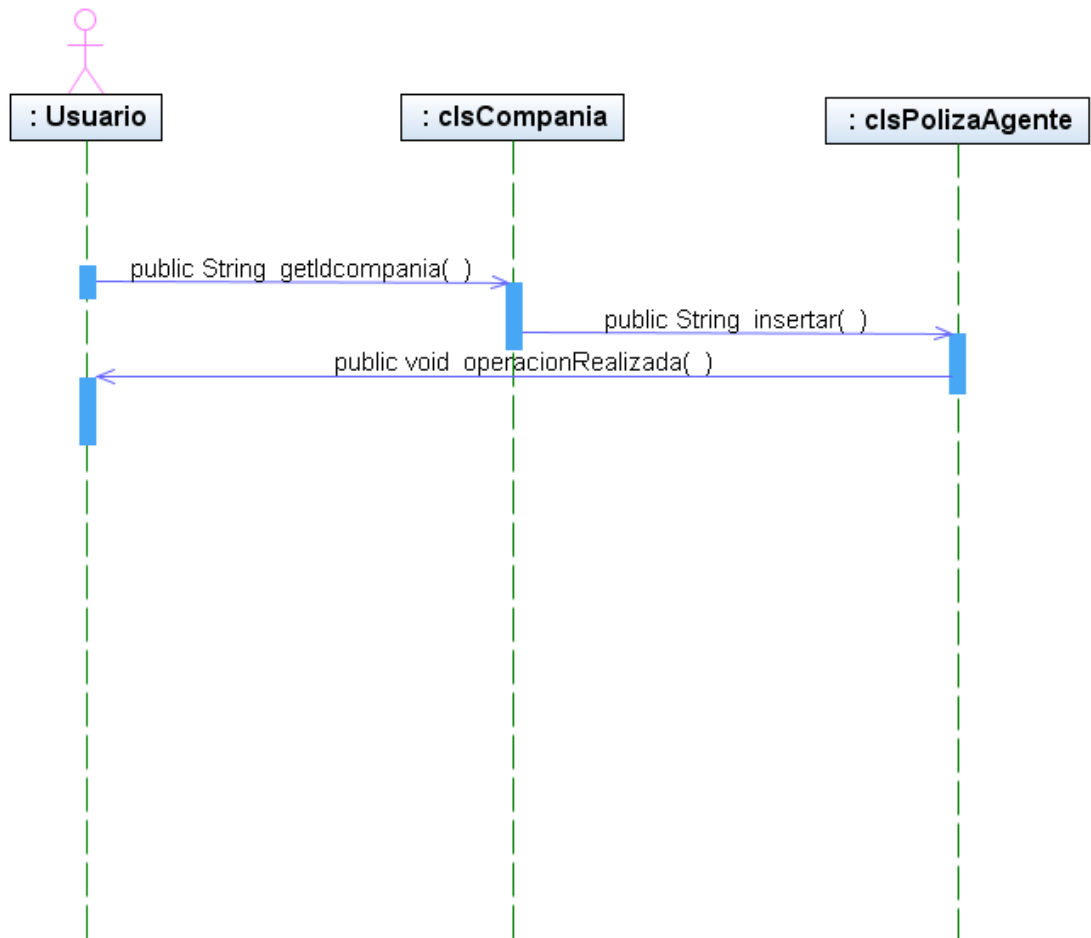 : Usuario
: clsCompania
: clsPolizaAgente
public String getIdcompania( )
public String insertar( )
public void operacionRealizada( )